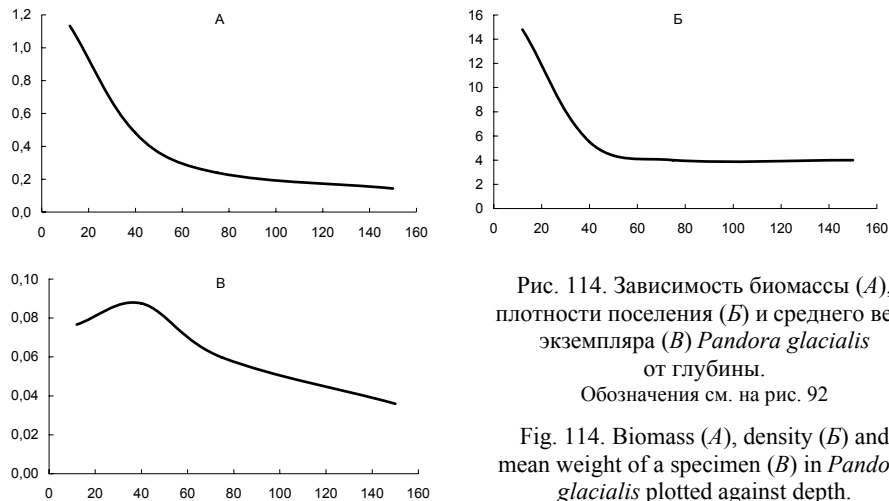 А
1,2
1,0
0,8
0,6
0,4
0,2
0,0
0 20 40 60 80 100 120 140 160
Б
16
14
12
10
8
6
4
2
0
0 20 40 60 80 100 120 140 160
В
0,10
0,08
0,06
0,04
0,02
0,00
0 20 40 60 80 100 120 140 160
Рис. 114. Зависимость биомассы (А),
плотности поселения (Б) и среднего
экземпляра (В) Pandora glacialis
от глубины.
Обозначения см. на рис. 92
Fig. 114. Biomass (А), density (Б) and
mean weight of a specimen (В) in
glacialis plotted against depth.